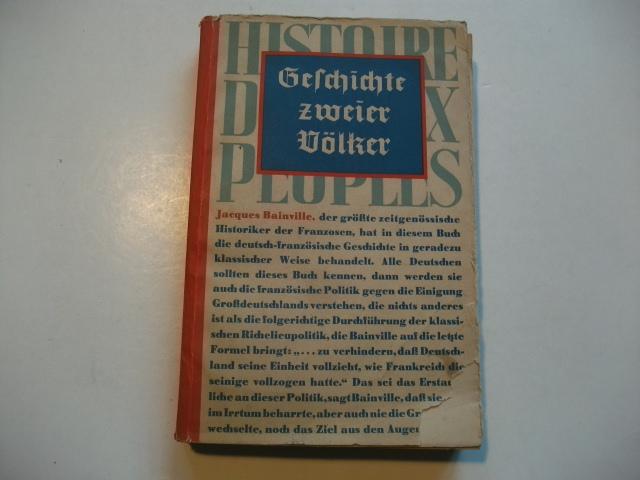 HISTOIRE
D X
PEUPLES
Geschichte
zweier
Völker
Jacques Bainville, der größte zeitgenössische
Historiker der Franzosen, hat in diesem Buch
die deutsch-französische Geschichte in geradezu
klassischer Weise behandelt. Alle Deutschen
sollten dieses Buch kennen, dann werden sie
auch die französische Politik gegen die Einigung
Großdeutschlands verstehen, die nichts anderes
ist als die folgerichtige Durchführung der klassi-
schen Richelieupolitik, die Bainville auf die letzte
Formel bringt: „... zu verhindern, daß Deutsch-
land seine Einheit vollzieht, wie Frankreich die
seinige vollzogen hatte.“ Das sei das Erstau
liche an dieser Politik, sagt Bainville, daß sie
im Irrtum beharrte, aber auch nie die Gr
wechselte, noch das Ziel aus den Auge